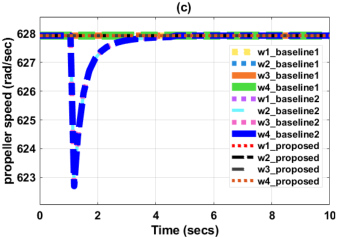 (c)
propeller speed (rad/sec)
628
627
626
625
624
623
w1_baseline1
w2_baseline1
w3_baseline1
w4_baseline1
w1_baseline2
w2_baseline2
w3_baseline2
w4_baseline2
w1_proposed
w2_proposed
w3_proposed
w4_proposed
0 2 4 6 8 10
Time (secs)